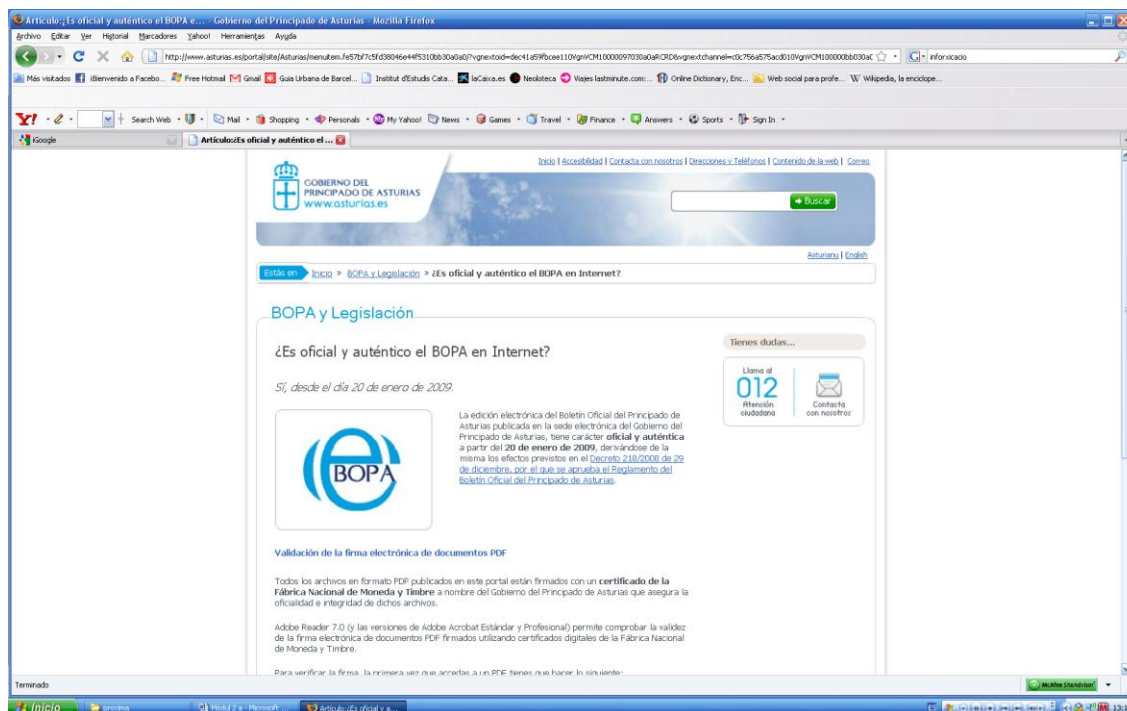 Artículo:¿Es oficial y auténtico el BOPA e... - Gobierno del Principado de Asturias - Mozilla Firefox
Archivo Editar Ver Historial Marcadores Yahoo! Herramientas Ayuda
inforxicacio
Más visitados ¡Bienvenido a Facebo... Free Hotmail Gmail Guia Urbana de Barcel... Institut d'Estudis Cata... laCaixa.es Neoloteca Viajes lastminute.com:... Online Dictionary, Enc... Web social para profe... Wikipedia, la enciclope...
Y! Search Web Mail Shopping Personals My Yahoo! News Games Travel Finance Answers Sports Sign In
iGoogle Artículo:¿Es oficial y auténtico el ...
Inicio | Accesibilidad | Contacta con nosotros | Direcciones y Teléfonos | Contenido de la web | Correo
GOBIERNO DEL
PRINCIPADO DE ASTURIAS
www.asturias.es
Buscar
Asturianu | English
Estás en Inicio » BOPA y Legislación » ¿Es oficial y auténtico el BOPA en Internet?
BOPA y Legislación
¿Es oficial y auténtico el BOPA en Internet?
Sí, desde el día 20 de enero de 2009.
BOPA
La edición electrónica del Boletín Oficial del Principado de
Asturias publicada en la sede electrónica del Gobierno del
Principado de Asturias, tiene carácter oficial y auténtica
a partir del 20 de enero de 2009, derivándose de la
misma los efectos previstos en el Decreto 218/2008 de 29
de diciembre, por el que se aprueba el Reglamento del
Boletín Oficial del Principado de Asturias.
Tienes dudas...
Llama al
012
Atención
ciudadana
Contacta
con nosotros
Validación de la firma electrónica de documentos PDF
Todos los archivos en formato PDF publicados en este portal están firmados con un certificado de la
Fábrica Nacional de Moneda y Timbre a nombre del Gobierno del Principado de Asturias que asegura la
oficialidad e integridad de dichos archivos.
Adobe Reader 7.0 (y las versiones de Adobe Acrobat Estándar y Profesional) permite comprobar la validez
de la firma electrónica de documentos PDF firmados utilizando certificados digitales de la Fábrica Nacional
de Moneda y Timbre.
Para verificar la firma, la primera vez que accedas a un PDF tienes que hacer lo siguiente:
Terminado
McAfee SiteAdvisor
Inicio proxima Modul 2 a - Microsoft ... Artículo:¿Es oficial y a...